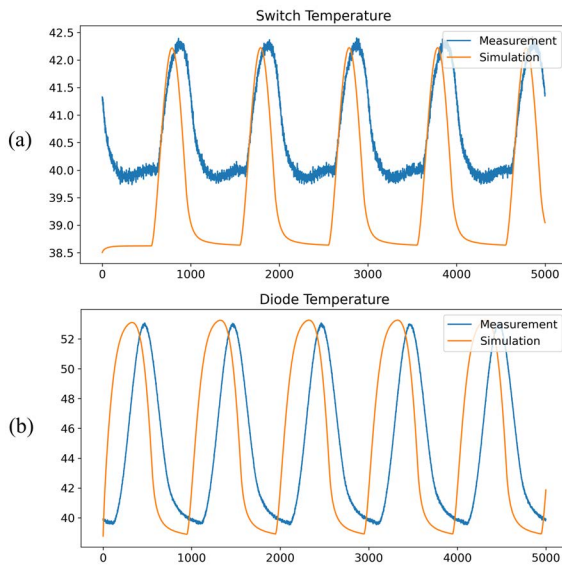 Switch Temperature
42.5
42.0
41.5
41.0
40.5
40.0
39.5
39.0
38.5
Measurement
Simulation
(a)
0 1000 2000 3000 4000 5000
Diode Temperature
52
50
48
46
44
42
40
Measurement
Simulation
(b)
0 1000 2000 3000 4000 5000